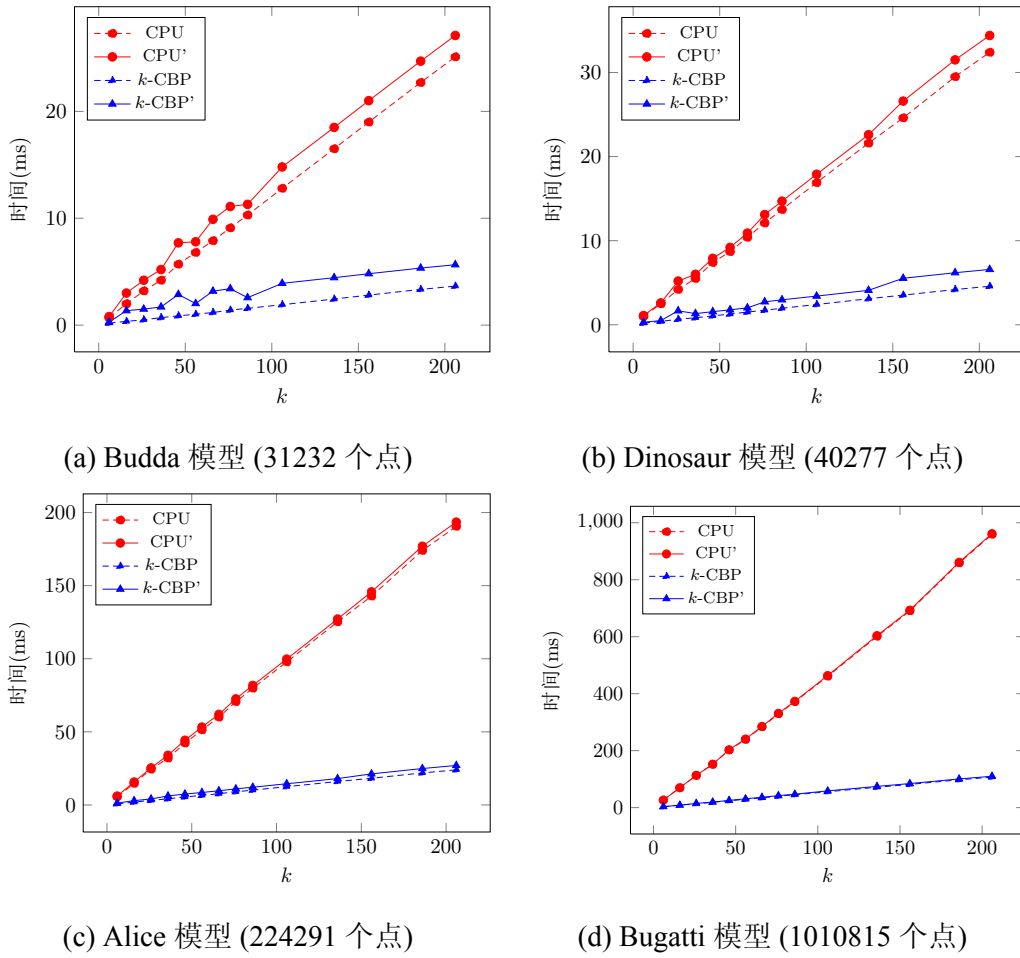 CPU
CPU’
k-CBP
k-CBP’
20
10
0
时间(ms)
0 50 100 150 200
k
(a) Budda 模型 (31232 个点)
CPU
CPU’
k-CBP
k-CBP’
30
20
10
0
时间(ms)
0 50 100 150 200
k
(b) Dinosaur 模型 (40277 个点)
CPU
CPU’
k-CBP
k-CBP’
200
150
100
50
0
时间(ms)
0 50 100 150 200
k
(c) Alice 模型 (224291 个点)
CPU
CPU’
k-CBP
k-CBP’
1,000
800
600
400
200
0
时间(ms)
0 50 100 150 200
k
(d) Bugatti 模型 (1010815 个点)